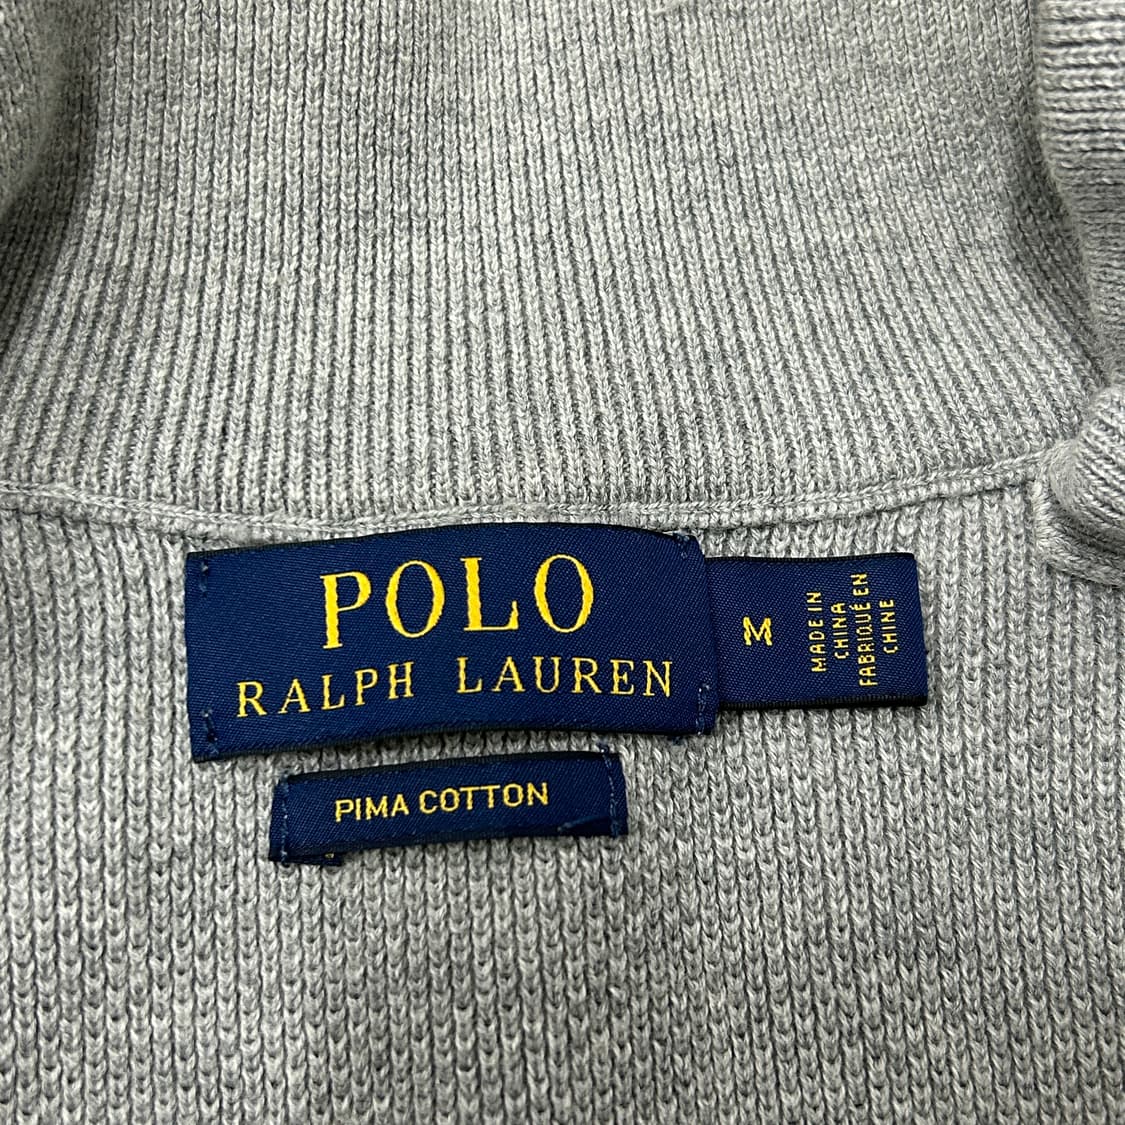 POLO
RALPH LAUREN
M
MADE IN
CHINA
FABRIQUÉ EN
CHINE
PIMA COTTON